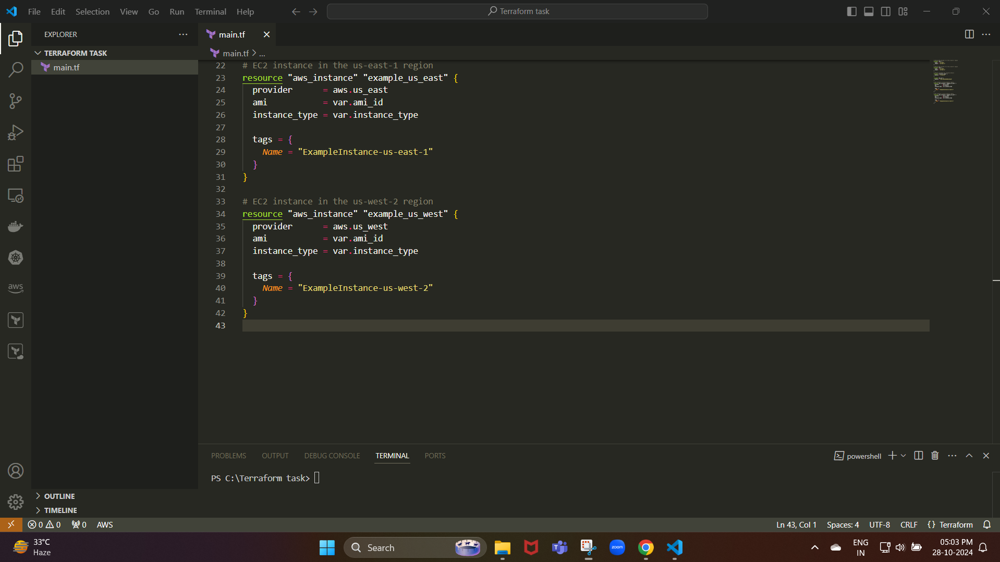 File Edit Selection View Go Run Terminal Help
Terraform task
EXPLORER
TERRAFORM TASK
main.tf
main.tf
main.tf > ...
22 # EC2 instance in the us-east-1 region
23 resource "aws_instance" "example_us_east" {
24   provider      = aws.us_east
25   ami           = var.ami_id
26   instance_type = var.instance_type
27
28   tags = {
29     Name = "ExampleInstance-us-east-1"
30   }
31 }
32
33 # EC2 instance in the us-west-2 region
34 resource "aws_instance" "example_us_west" {
35   provider      = aws.us_west
36   ami           = var.ami_id
37   instance_type = var.instance_type
38
39   tags = {
40     Name = "ExampleInstance-us-west-2"
41   }
42 }
43
aws
PROBLEMS OUTPUT DEBUG CONSOLE TERMINAL PORTS
powershell
PS C:\Terraform task>
OUTLINE
TIMELINE
0 0 0 AWS
Ln 43, Col 1 Spaces: 4 UTF-8 CRLF {} Terraform
33°C
Haze
Search
zoom
ENG
IN
05:03 PM
28-10-2024